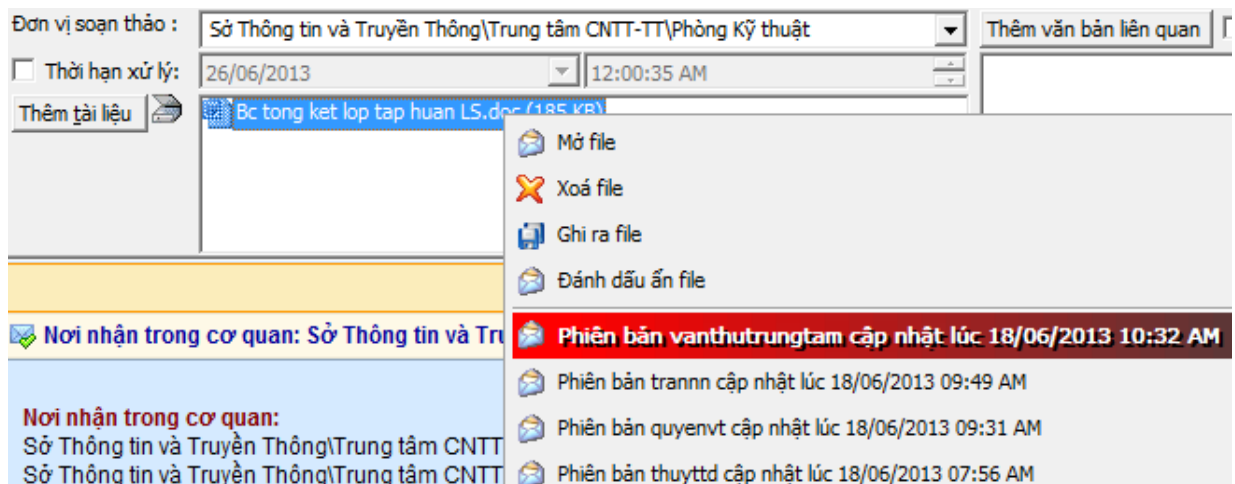 Đơn vị soạn thảo : Sở Thông tin và Truyền Thông\Trung tâm CNTT-TT\Phòng Kỹ thuật Thêm văn bản liên quan
Thời hạn xử lý: 26/06/2013 12:00:35 AM
Thêm tài liệu Bc tong ket lop tap huan LS.doc (185 KB)
Mở file
Xoá file
Ghi ra file
Đánh dấu ẩn file
Nơi nhận trong cơ quan: Sở Thông tin và Tru
Phiên bản vanthutrungtam cập nhật lúc 18/06/2013 10:32 AM
Phiên bản trannn cập nhật lúc 18/06/2013 09:49 AM
Nơi nhận trong cơ quan:
Phiên bản quyenvt cập nhật lúc 18/06/2013 09:31 AM
Sở Thông tin và Truyền Thông\Trung tâm CNTT
Sở Thông tin và Truyền Thông\Trung tâm CNTT
Phiên bản thuyttd cập nhật lúc 18/06/2013 07:56 AM